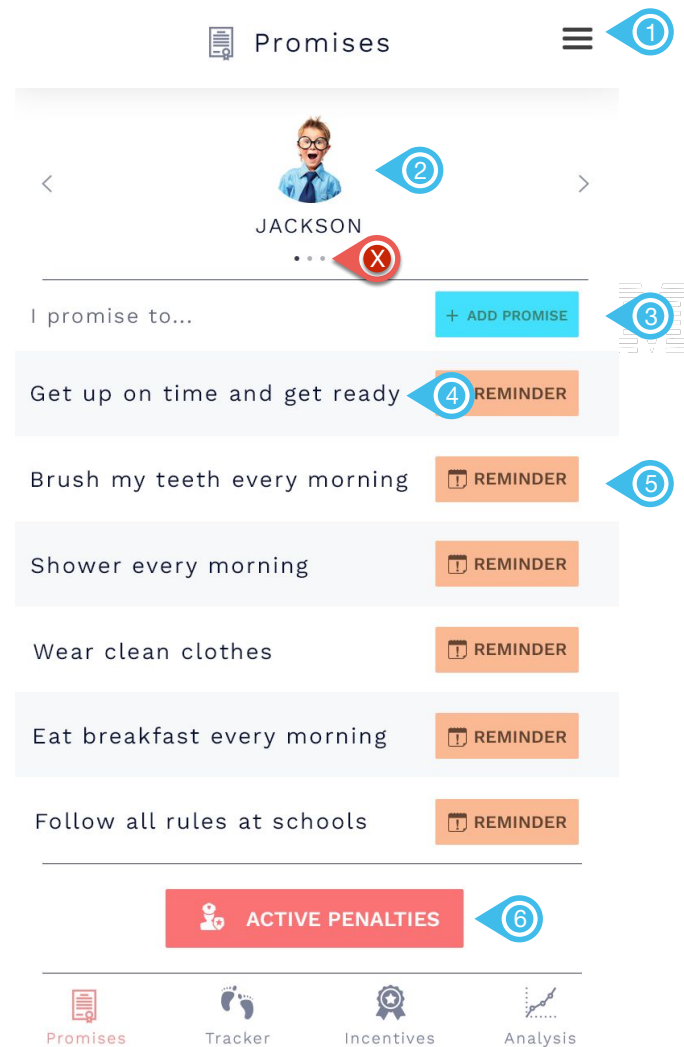 Promises
1
2
JACKSON
X
I promise to...
+ ADD PROMISE
3
Get up on time and get ready
4
REMINDER
Brush my teeth every morning
REMINDER
5
Shower every morning
REMINDER
Wear clean clothes
REMINDER
Eat breakfast every morning
REMINDER
Follow all rules at schools
REMINDER
ACTIVE PENALTIES
6
Promises
Tracker
Incentives
Analysis